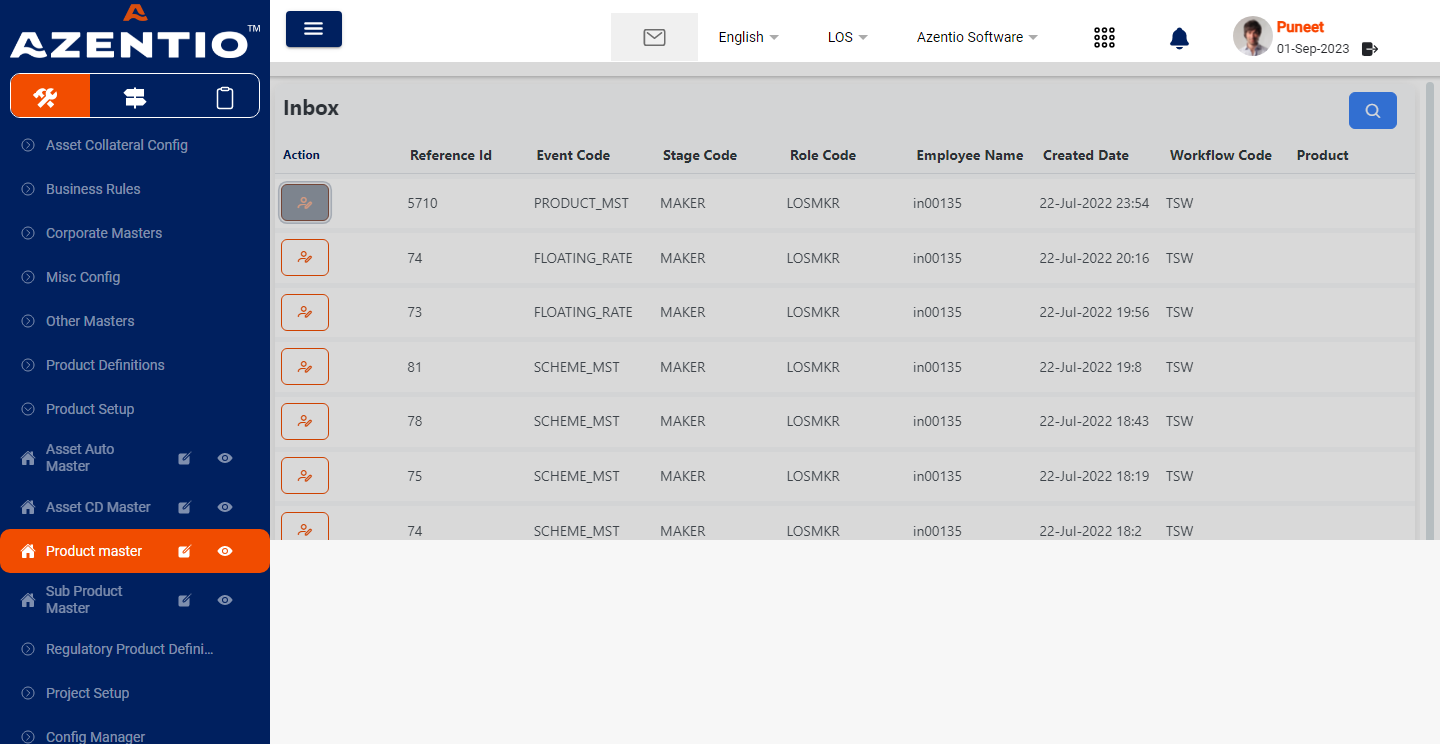 AZENTIO™
English
LOS
Azentio Software
Puneet
01-Sep-2023
Asset Collateral Config
Business Rules
Corporate Masters
Misc Config
Other Masters
Product Definitions
Product Setup
Asset Auto
Master
Asset CD Master
Product master
Sub Product
Master
Regulatory Product Defini...
Project Setup
Config Manager
Inbox
Action Reference Id Event Code Stage Code Role Code Employee Name Created Date Workflow Code Product
5710 PRODUCT_MST MAKER LOSMKR in00135 22-Jul-2022 23:54 TSW
74 FLOATING_RATE MAKER LOSMKR in00135 22-Jul-2022 20:16 TSW
73 FLOATING_RATE MAKER LOSMKR in00135 22-Jul-2022 19:56 TSW
81 SCHEME_MST MAKER LOSMKR in00135 22-Jul-2022 19:8 TSW
78 SCHEME_MST MAKER LOSMKR in00135 22-Jul-2022 18:43 TSW
75 SCHEME_MST MAKER LOSMKR in00135 22-Jul-2022 18:19 TSW
74 SCHEME_MST MAKER LOSMKR in00135 22-Jul-2022 18:2 TSW